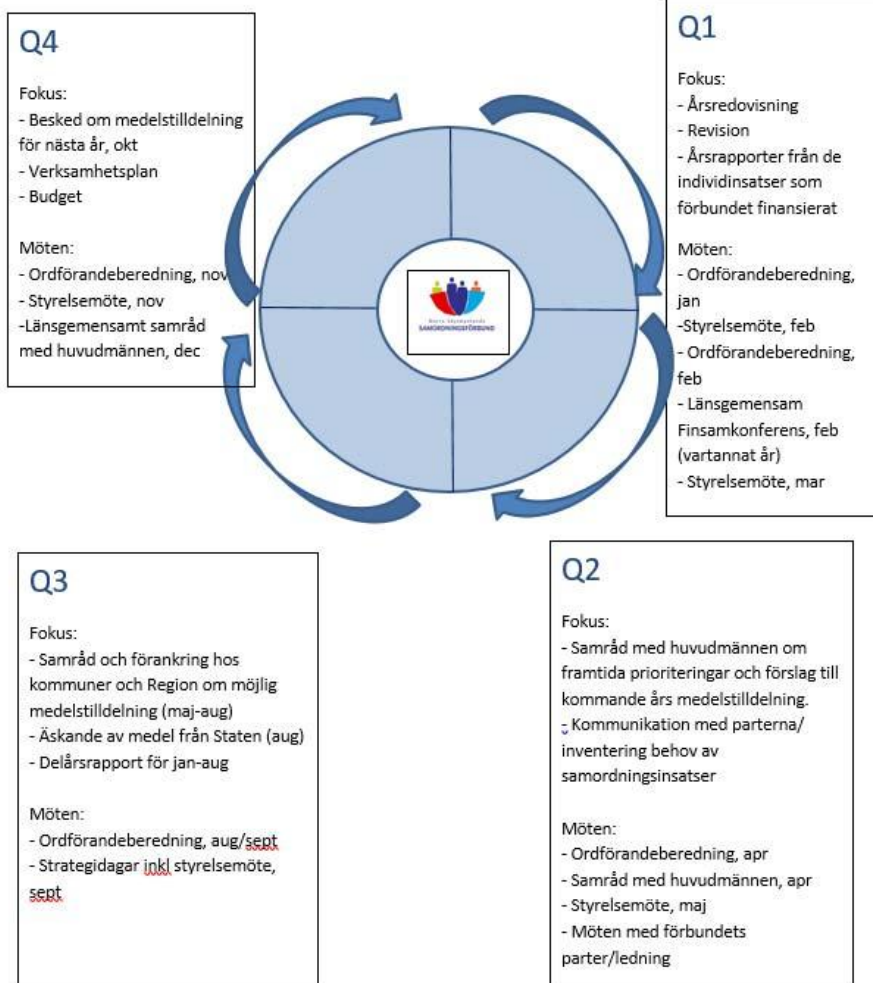 Q4
Fokus:
- Besked om medelstilldelning
för nästa år, okt
- Verksamhetsplan
- Budget
Möten:
- Ordförandeberedning, nov
- Styrelsemöte, nov
-Länsgemensamt samråd
med huvudmännen, dec
Q1
Fokus:
- Årsredovisning
- Revision
- Årsrapporter från de
individinsatser som
förbundet finansierat
Möten:
- Ordförandeberedning,
jan
-Styrelsemöte, feb
- Ordförandeberedning,
feb
- Länsgemensam
Finsamkonferens, feb
(vartannat år)
- Styrelsemöte, mar
SAMORDNINGSFÖRBUND
Q3
Fokus:
- Samråd och förankring hos
kommuner och Region om möjlig
medelstilldelning (maj-aug)
- Äskande av medel från Staten (aug)
- Delårsrapport för jan-aug
Möten:
- Ordförandeberedning, aug/sept
- Strategidagar inkl styrelsemöte,
sept
Q2
Fokus:
- Samråd med huvudmännen om
framtida prioriteringar och förslag till
kommande års medelstilldelning.
- Kommunikation med parterna/
inventering behov av
samordningsinsatser
Möten:
- Ordförandeberedning, apr
- Samråd med huvudmännen, apr
- Styrelsemöte, maj
- Möten med förbundets
parter/ledning